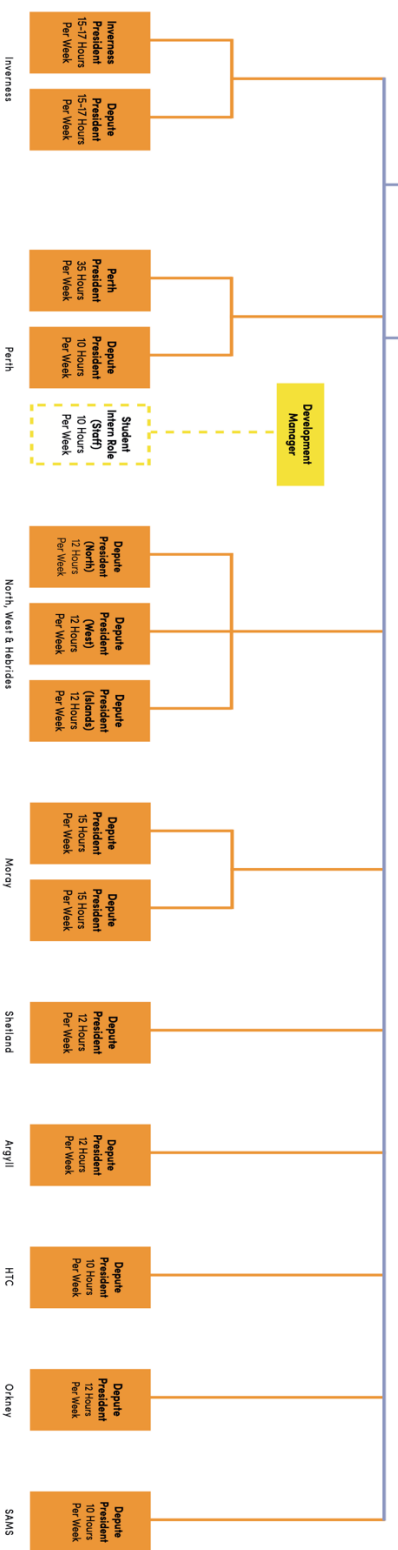 Development
Manager
Inverness
President
15-17 Hours
Per Week
Depute
President
15-17 Hours
Per Week
Perth
President
35 Hours
Per Week
Depute
President
10 Hours
Per Week
Student
Intern Role
(Staff)
10 Hours
Per Week
Depute
President
(North)
12 Hours
Per Week
Depute
President
(West)
12 Hours
Per Week
Depute
President
(Islands)
12 Hours
Per Week
Depute
President
15 Hours
Per Week
Depute
President
15 Hours
Per Week
Depute
President
12 Hours
Per Week
Depute
President
12 Hours
Per Week
Depute
President
10 Hours
Per Week
Depute
President
12 Hours
Per Week
Depute
President
10 Hours
Per Week
Inverness
Perth
North, West & Hebrides
Moray
Shetland
Argyll
HTC
Orkney
SAMS